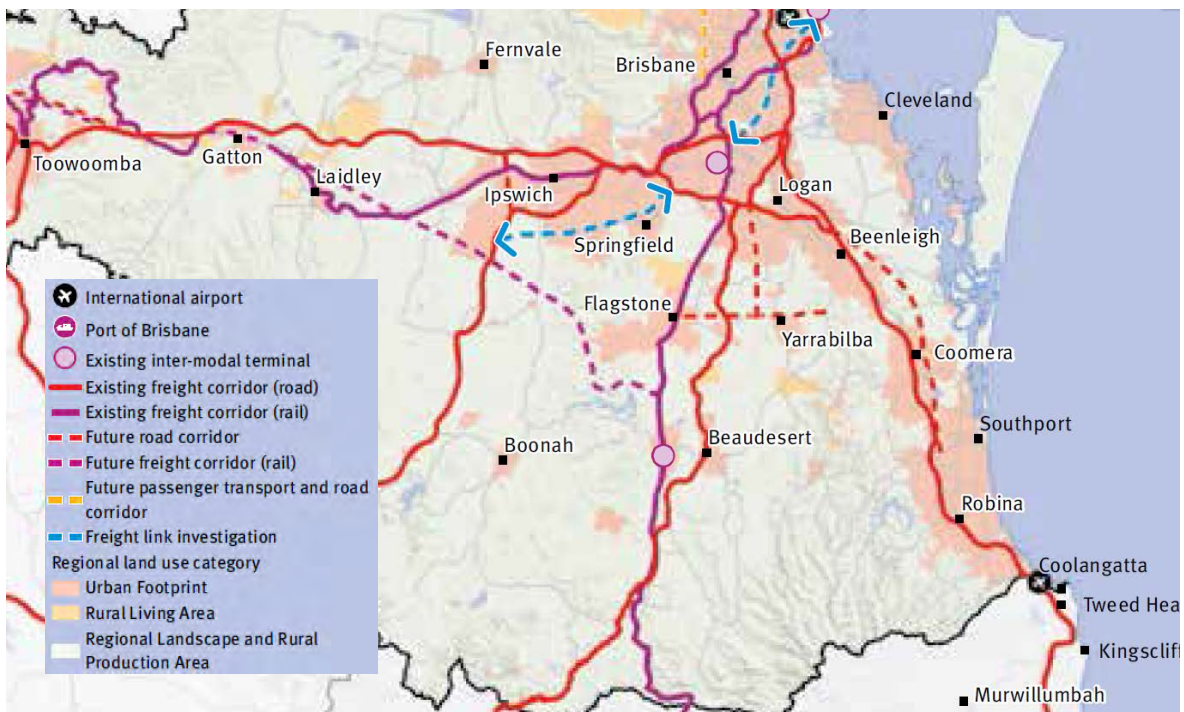 Fernvale
Brisbane
Cleveland
Toowoomba
Gatton
Laidley
Ipswich
Logan
Springfield
Beenleigh
Flagstone
Yarrabilba
Coomera
Boonah
Beaudesert
Southport
Robina
Coolangatta
Tweed Hea
Kingscliff
Murwillumbah
International airport
Port of Brisbane
Existing inter-modal terminal
Existing freight corridor (road)
Existing freight corridor (rail)
Future road corridor
Future freight corridor (rail)
Future passenger transport and road
corridor
Freight link investigation
Regional land use category
Urban Footprint
Rural Living Area
Regional Landscape and Rural
Production Area